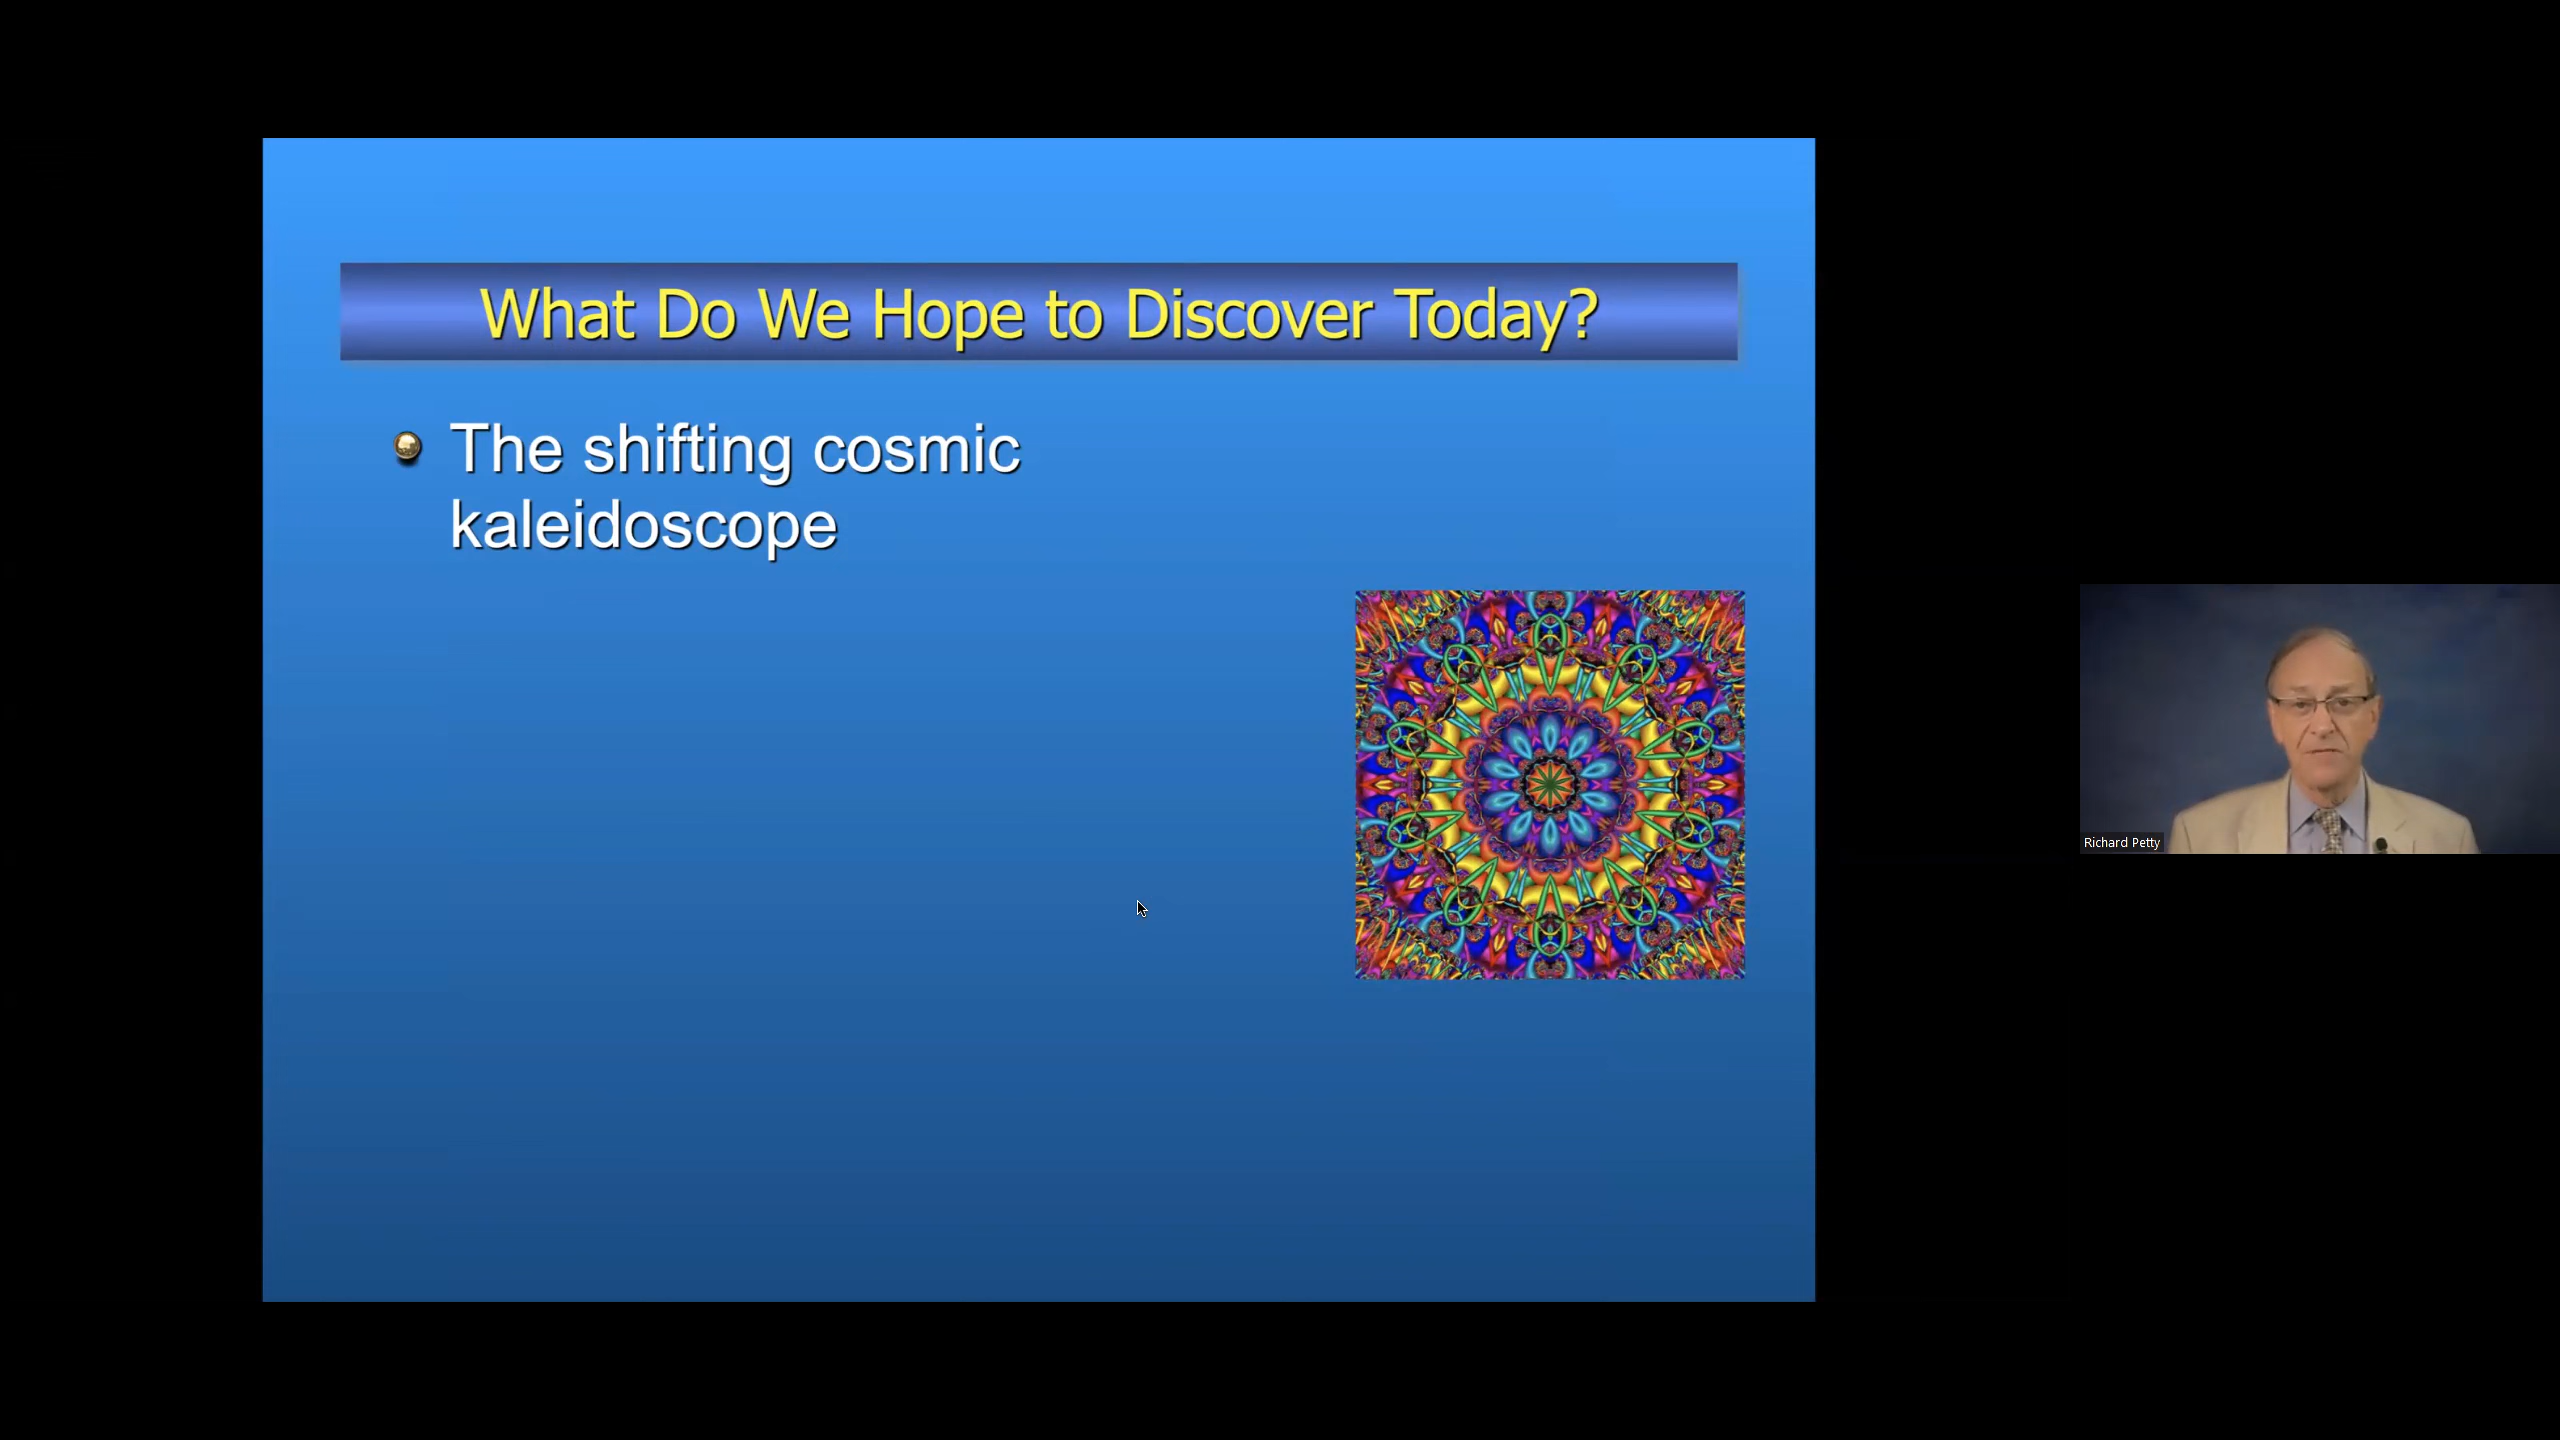 What Do We Hope to Discover Today?
The shifting cosmic
kaleidoscope
Richard Petty